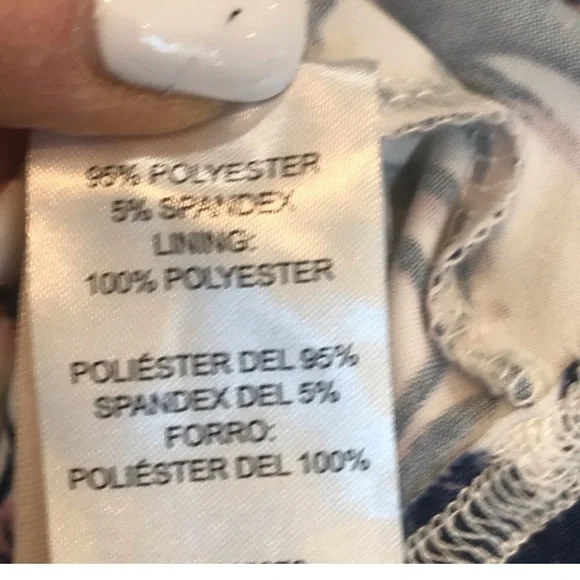 95% POLYESTER
5% SPANDEX
LINING:
100% POLYESTER
POLIÉSTER DEL 95%
SPANDEX DEL 5%
FORRO:
POLIÉSTER DEL 100%